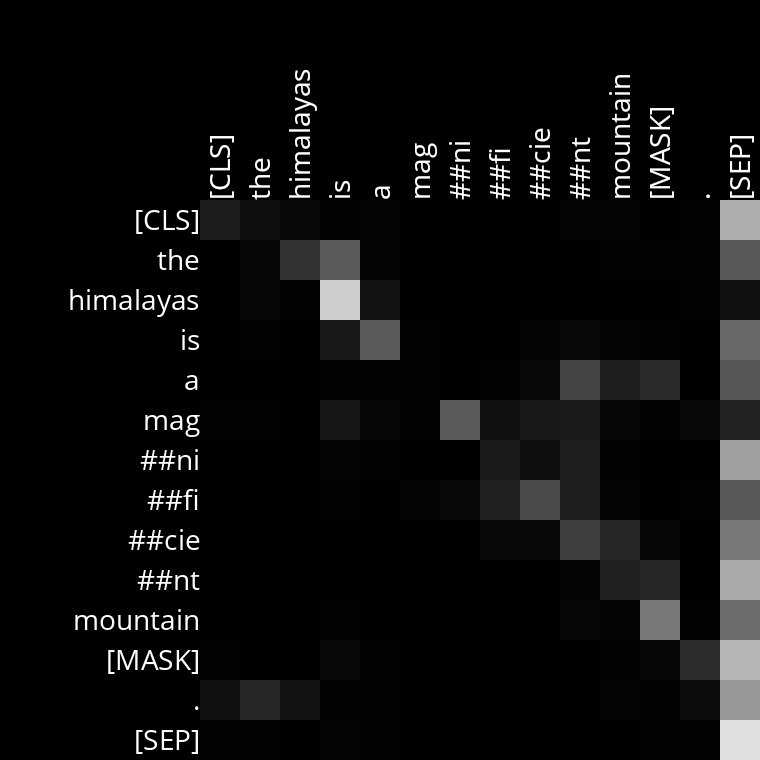 [CLS]
the
himalayas
is
a
mag
##ni
##fi
##cie
##nt
mountain
[MASK]
.
[SEP]
[CLS]
the
himalayas
is
a
mag
##ni
##fi
##cie
##nt
mountain
[MASK]
.
[SEP]